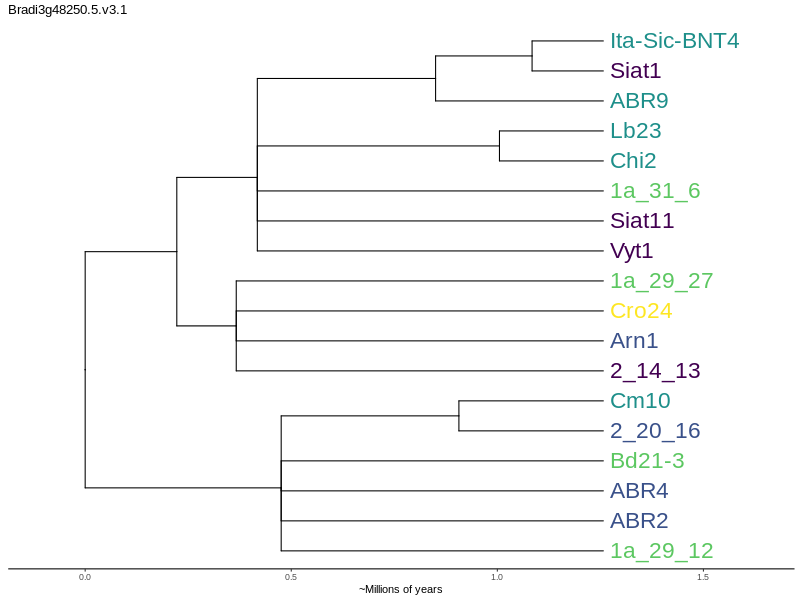 Bradi3g48250.5.v3.1
Ita-Sic-BNT4
Siat1
ABR9
Lb23
Chi2
1a_31_6
Siat11
Vyt1
1a_29_27
Cro24
Arn1
2_14_13
Cm10
2_20_16
Bd21-3
ABR4
ABR2
1a_29_12
0.0 0.5 1.0 1.5
~Millions of years